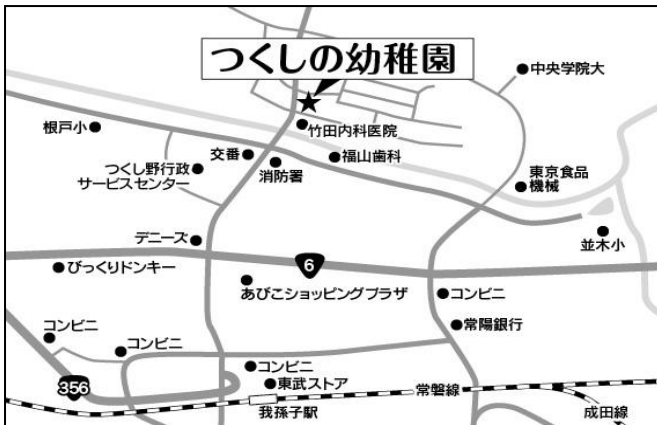 つくしの幼稚園
中央学院大
根戸小
竹田内科医院
交番
福山歯科
つくし野行政
サービスセンター
消防署
東京食品
機械
並木小
デニーズ
6
びっくりドンキー
あびこショッピングプラザ
コンビニ
コンビニ
常陽銀行
コンビニ
コンビニ
356
東武ストア
常磐線
我孫子駅
成田線